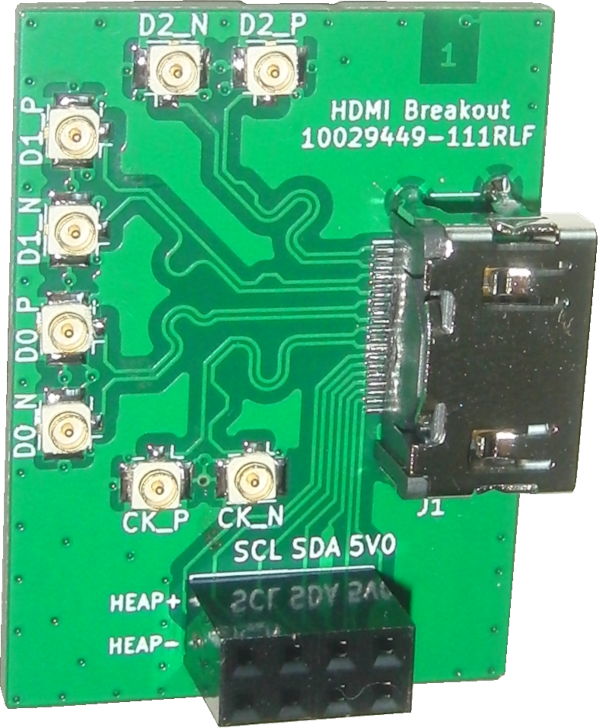 D2_N D2_P
1
HDMI Breakout
10029449-111RLF
D1_P
D1_N
D0_P
D0_N
CK_P CK_N
J1
SCL SDA 5V0
HEAP+
HEAP-